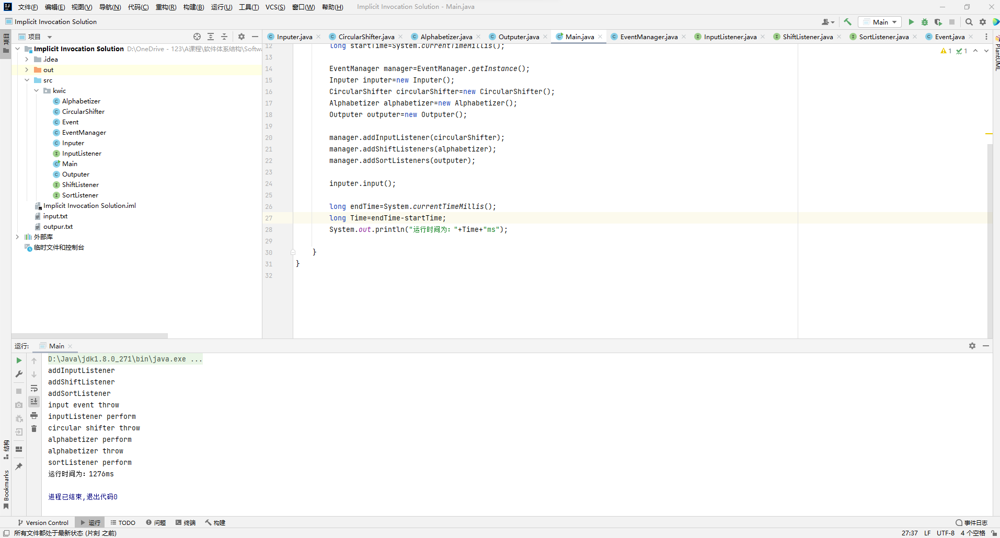 文件(F) 编辑(E) 视图(V) 导航(N) 代码(C) 重构(R) 构建(B) 运行(U) 工具(T) VCS(S) 窗口(W) 帮助(H) Implicit Invocation Solution - Main.java
Implicit Invocation Solution
Main
项目
项目
Inputer.java CircularShifter.java Alphabetizer.java Outputer.java Main.java EventManager.java InputListener.java ShiftListener.java SortListener.java Event.java
PlantUML
Implicit Invocation Solution D:\OneDrive - 123\A课程\软件体系结构\Softwa
.idea
out
src
kwic
Alphabetizer
CircularShifter
Event
EventManager
Inputer
InputListener
Main
Outputer
ShiftListener
SortListener
Implicit Invocation Solution.iml
input.txt
outpur.txt
外部库
临时文件和控制台
1 1
12 long startTime=System.currentTimeMillis();
13
14 EventManager manager=EventManager.getInstance();
15 Inputer inputer=new Inputer();
16 CircularShifter circularShifter=new CircularShifter();
17 Alphabetizer alphabetizer=new Alphabetizer();
18 Outputer outputer=new Outputer();
19
20 manager.addInputListener(circularShifter);
21 manager.addShiftListeners(alphabetizer);
22 manager.addSortListeners(outputer);
23
24 inputer.input();
25
26 long endTime=System.currentTimeMillis();
27 long Time=endTime-startTime;
28 System.out.println("运行时间为："+Time+"ms");
29
30 }
31 }
32
运行: Main
D:\Java\jdk1.8.0_271\bin\java.exe ...
addInputListener
addShiftListener
addSortListener
input event throw
inputListener perform
circular shifter throw
alphabetizer perform
alphabetizer throw
sortListener perform
运行时间为：1276ms
进程已结束,退出代码0
结构
Bookmarks
Version Control 运行 TODO 问题 终端 构建 事件日志
所有文件都处于最新状态 (片刻 之前) 27:37 LF UTF-8 4 个空格